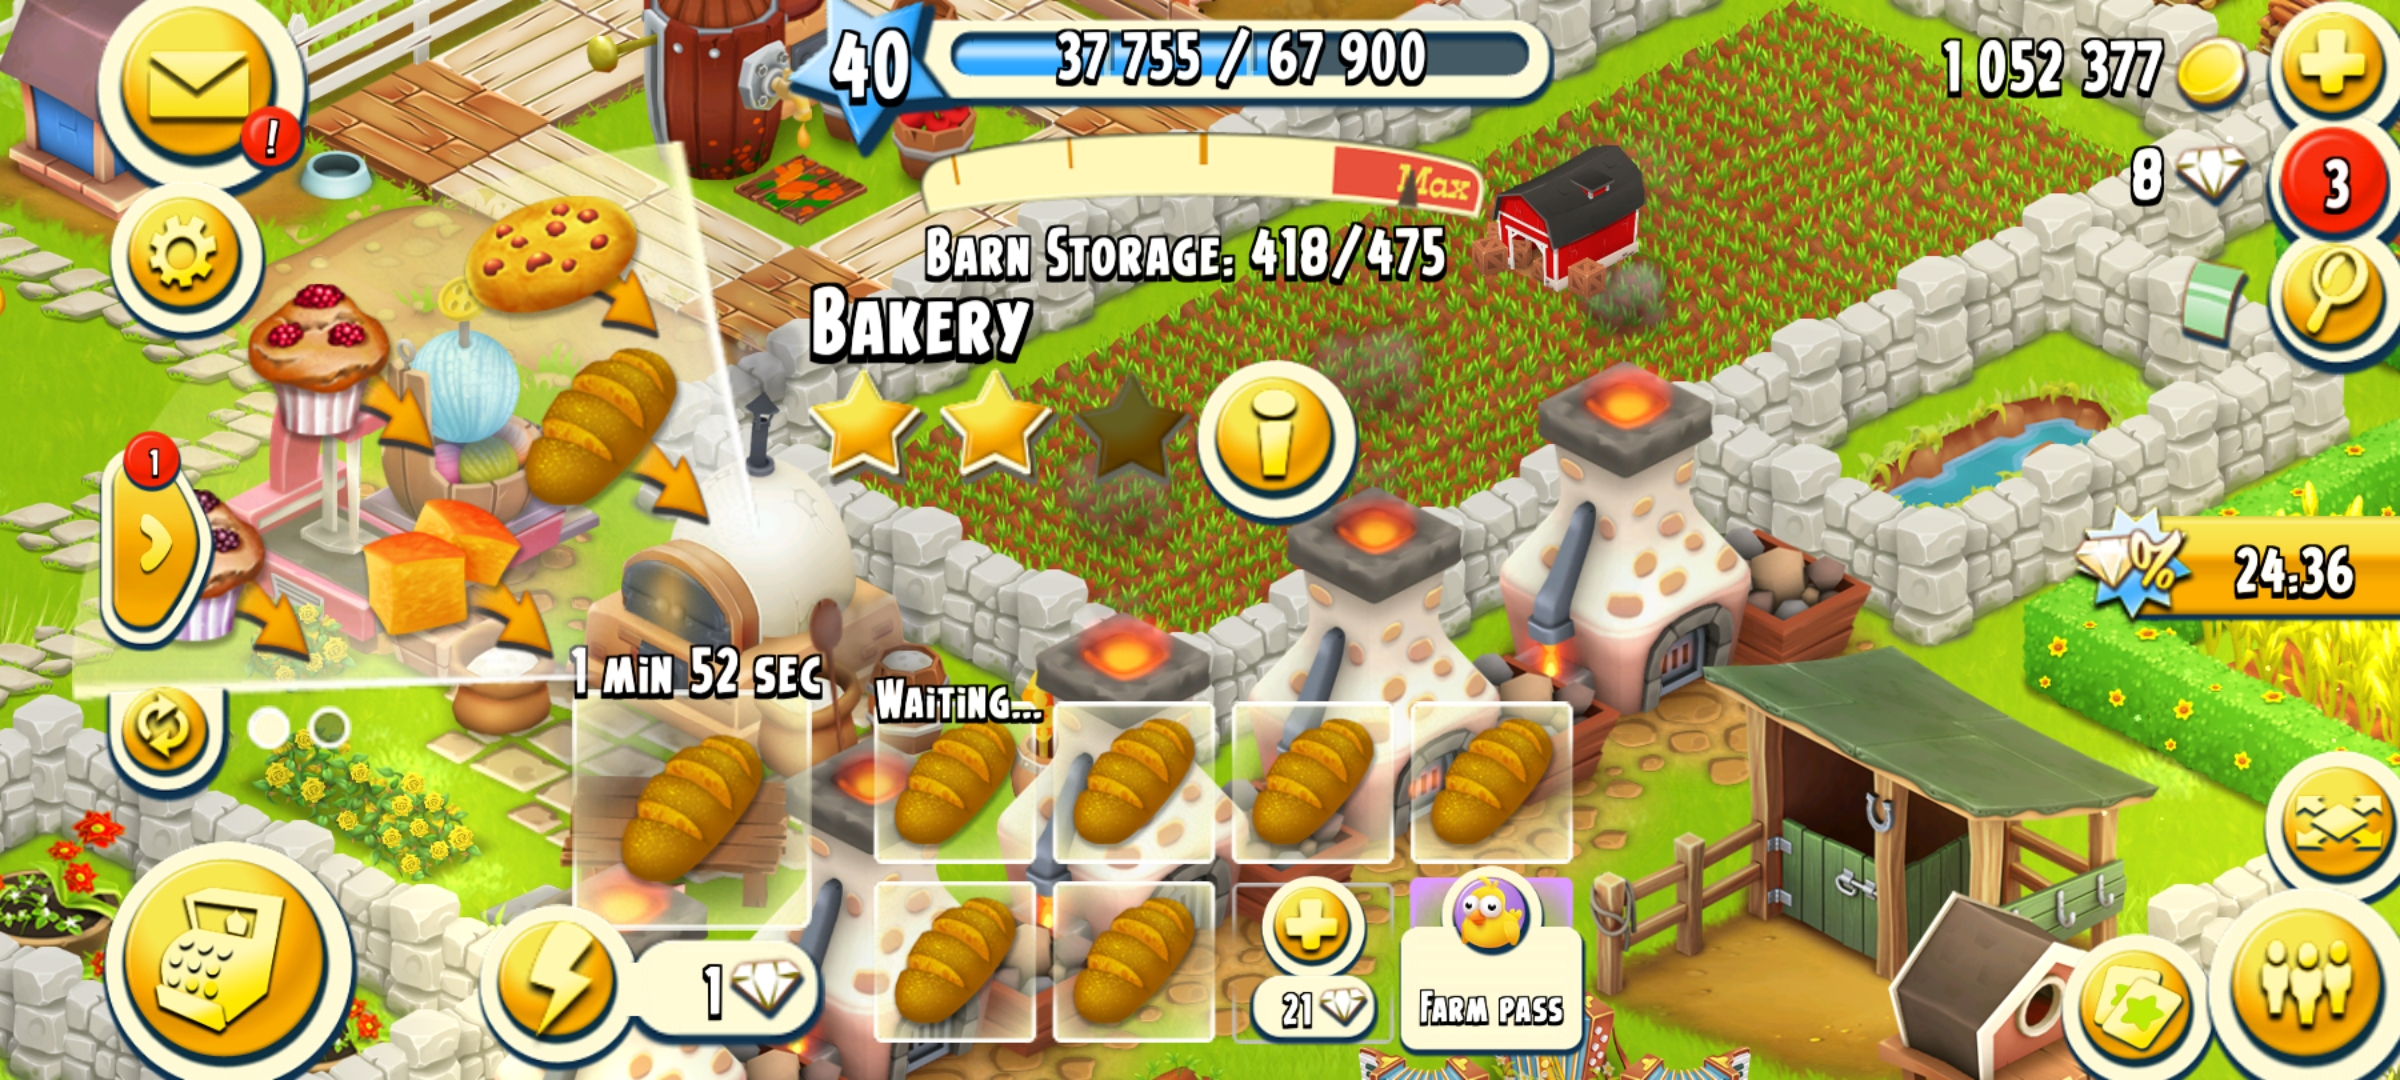 40
37 755 / 67 900
1 052 377
!
8
3
Max
Barn Storage: 418/475
Bakery
1
%
24:36
1 min 52 sec
Waiting...
1
21
Farm pass